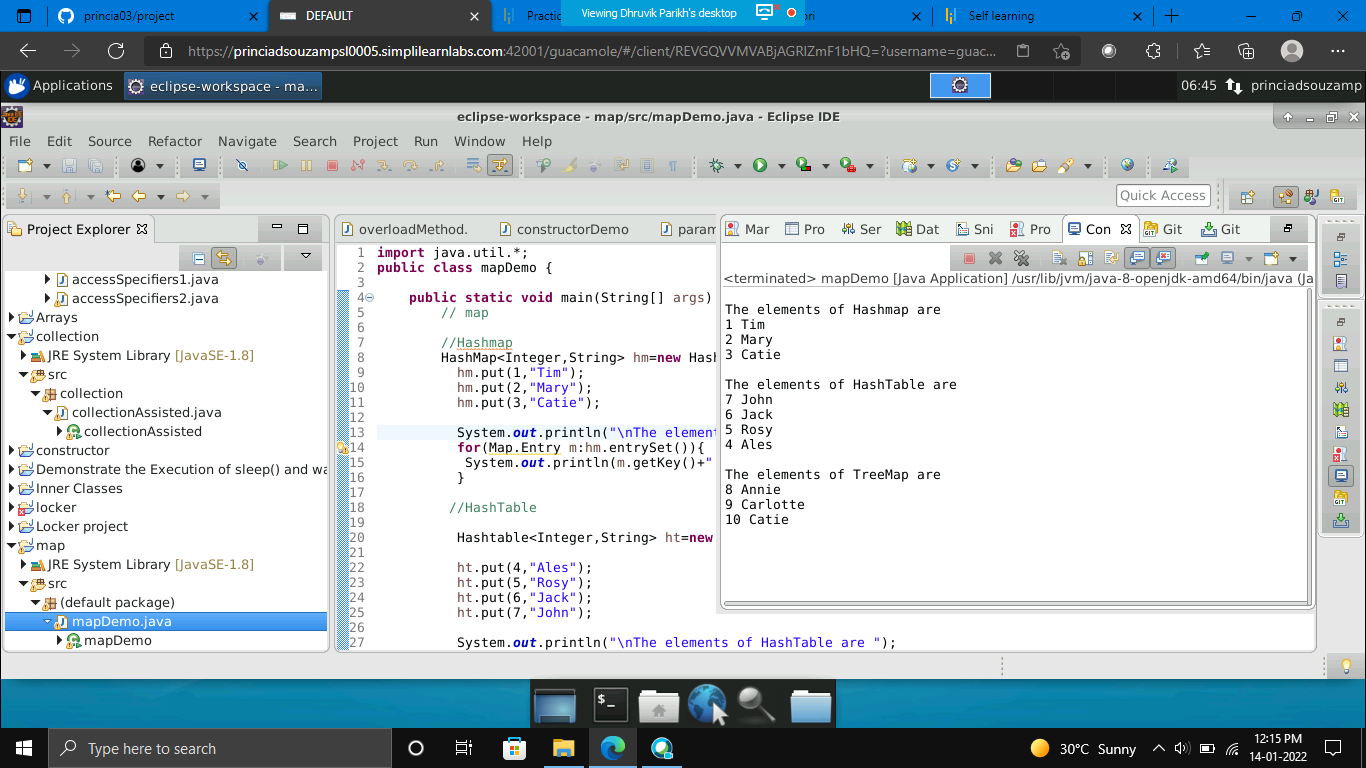 princia03/project
DEFAULT
Practic
Viewing Dhruvik Parikh's desktop
ori
Self learning
https://princiadsouzampsl0005.simplilearnlabs.com:42001/guacamole/#/client/REVGQVVMVABjAGRlZmF1bHQ=?username=guac...
Applications
eclipse-workspace - ma...
06:45
princiadsouzamp
eclipse-workspace - map/src/mapDemo.java - Eclipse IDE
File Edit Source Refactor Navigate Search Project Run Window Help
Quick Access
Project Explorer
accessSpecifiers1.java
accessSpecifiers2.java
Arrays
collection
JRE System Library [JavaSE-1.8]
src
collection
collectionAssisted.java
collectionAssisted
constructor
Demonstrate the Execution of sleep() and wa
Inner Classes
locker
Locker project
map
JRE System Library [JavaSE-1.8]
src
(default package)
mapDemo.java
mapDemo
overloadMethod.
constructorDemo
param
1 import java.util.*;
2 public class mapDemo {
3
4 public static void main(String[] args)
5 // map
6
7 //Hashmap
8 HashMap<Integer,String> hm=new Hash
9 hm.put(1,"Tim");
10 hm.put(2,"Mary");
11 hm.put(3,"Catie");
12
13 System.out.println("\nThe element
14 for(Map.Entry m:hm.entrySet()){
15 System.out.println(m.getKey()+"
16 }
17
18 //HashTable
19
20 Hashtable<Integer,String> ht=new
21
22 ht.put(4,"Ales");
23 ht.put(5,"Rosy");
24 ht.put(6,"Jack");
25 ht.put(7,"John");
26
27 System.out.println("\nThe elements of HashTable are ");
Mar Pro Ser Dat Sni Pro Con Git Git
<terminated> mapDemo [Java Application] /usr/lib/jvm/java-8-openjdk-amd64/bin/java (Ja
The elements of Hashmap are
1 Tim
2 Mary
3 Catie
The elements of HashTable are
7 John
6 Jack
5 Rosy
4 Ales
The elements of TreeMap are
8 Annie
9 Carlotte
10 Catie
Type here to search
30°C Sunny
12:15 PM
14-01-2022